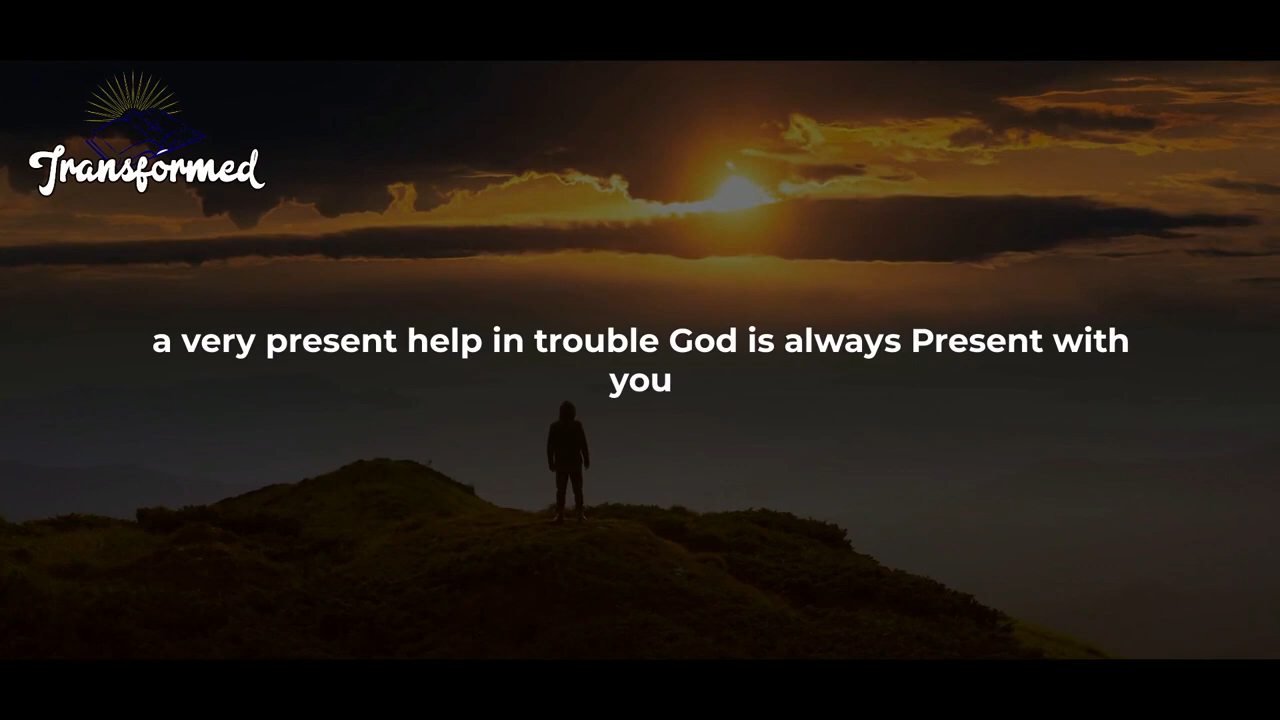 Transformed
a very present help in trouble God is always Present with
you